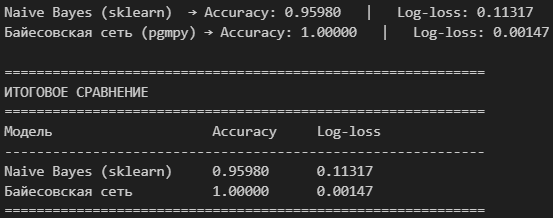 Naive Bayes (sklearn) → Accuracy: 0.95980 | Log-loss: 0.11317
Байесовская сеть (pgmpy) → Accuracy: 1.00000 | Log-loss: 0.00147
============================================================
ИТОГОВОЕ СРАВНЕНИЕ
============================================================
Модель Accuracy Log-loss
------------------------------------------------------------
Naive Bayes (sklearn) 0.95980 0.11317
Байесовская сеть 1.00000 0.00147
============================================================